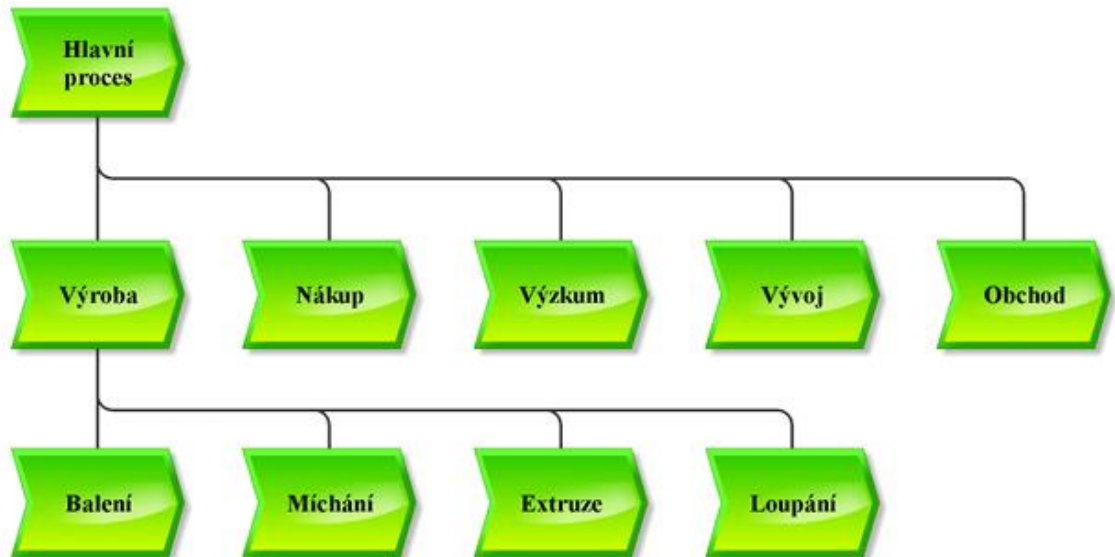 Hlavní
proces
Výroba
Nákup
Výzkum
Vývoj
Obchod
Balení
Míchání
Extruze
Loupání